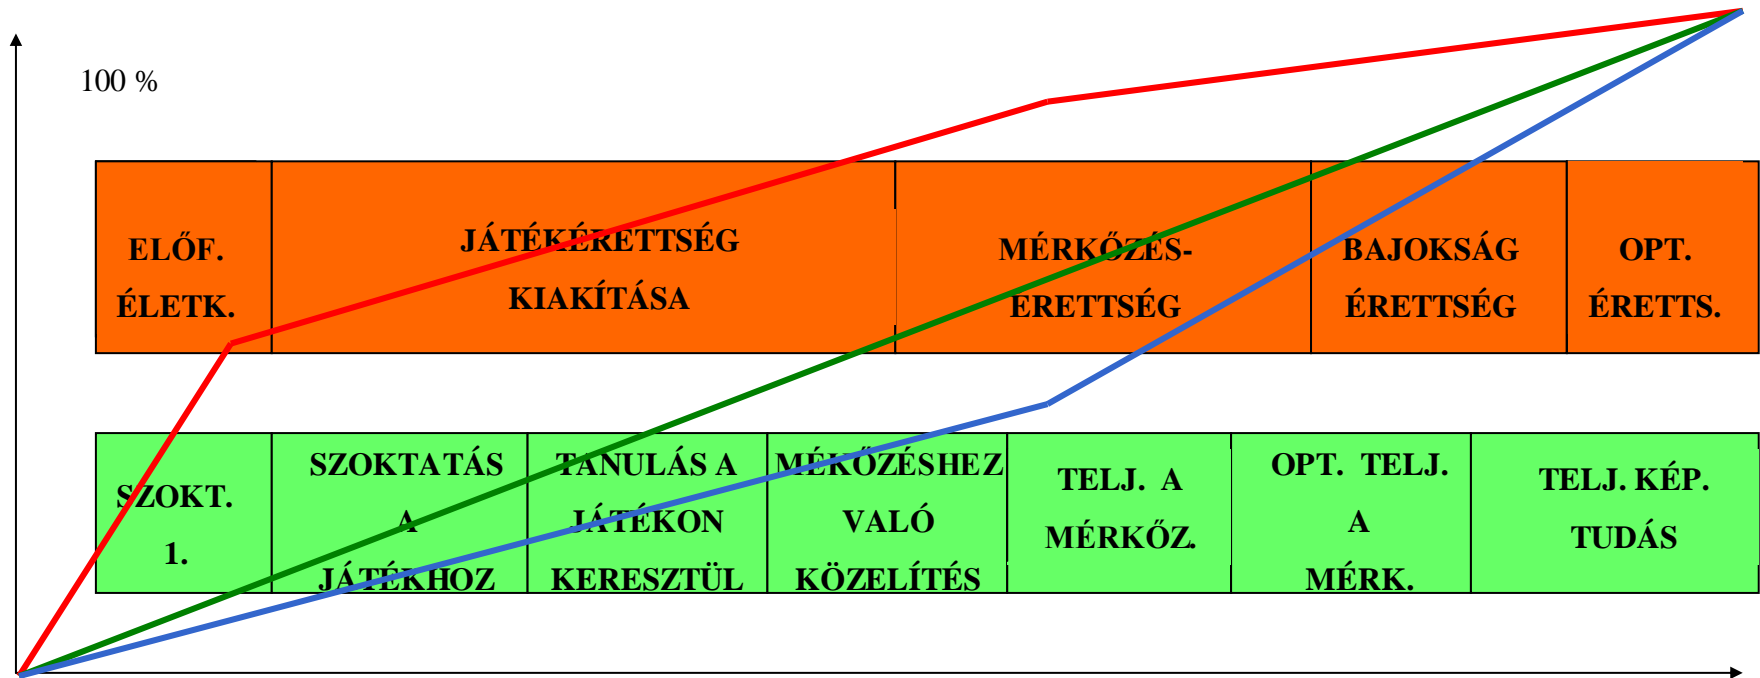 100 %
ELŐF.
ÉLETK.
JÁTÉKÉRETTSÉG
KIAKÍTÁSA
MÉRKŐZÉS-
ÉRETTSÉG
BAJOKSÁG
ÉRETTSÉG
OPT.
ÉRETTS.
SZOKT.
1.
SZOKTATÁS
A
JÁTÉKHOZ
TANULÁS A
JÁTÉKON
KERESZTÜL
MÉKŐZÉSHEZ
VALÓ
KÖZELÍTÉS
TELJ. A
MÉRKŐZ.
OPT. TELJ.
A
MÉRK.
TELJ. KÉP.
TUDÁS